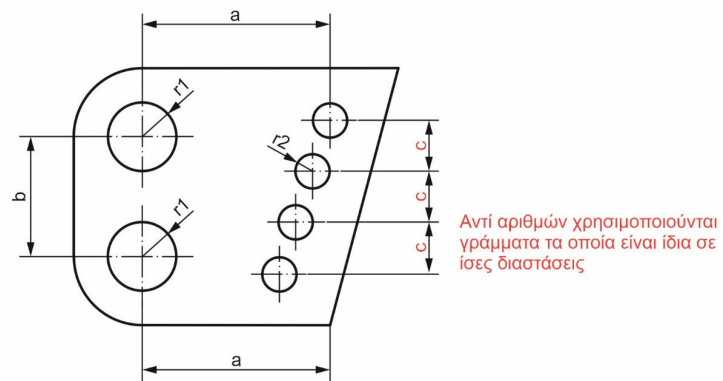 a
r1
r2
c
b
c
r1
c
Αντί αριθμών χρησιμοποιούνται
γράμματα τα οποία είναι ίδια σε
ίσες διαστάσεις
a